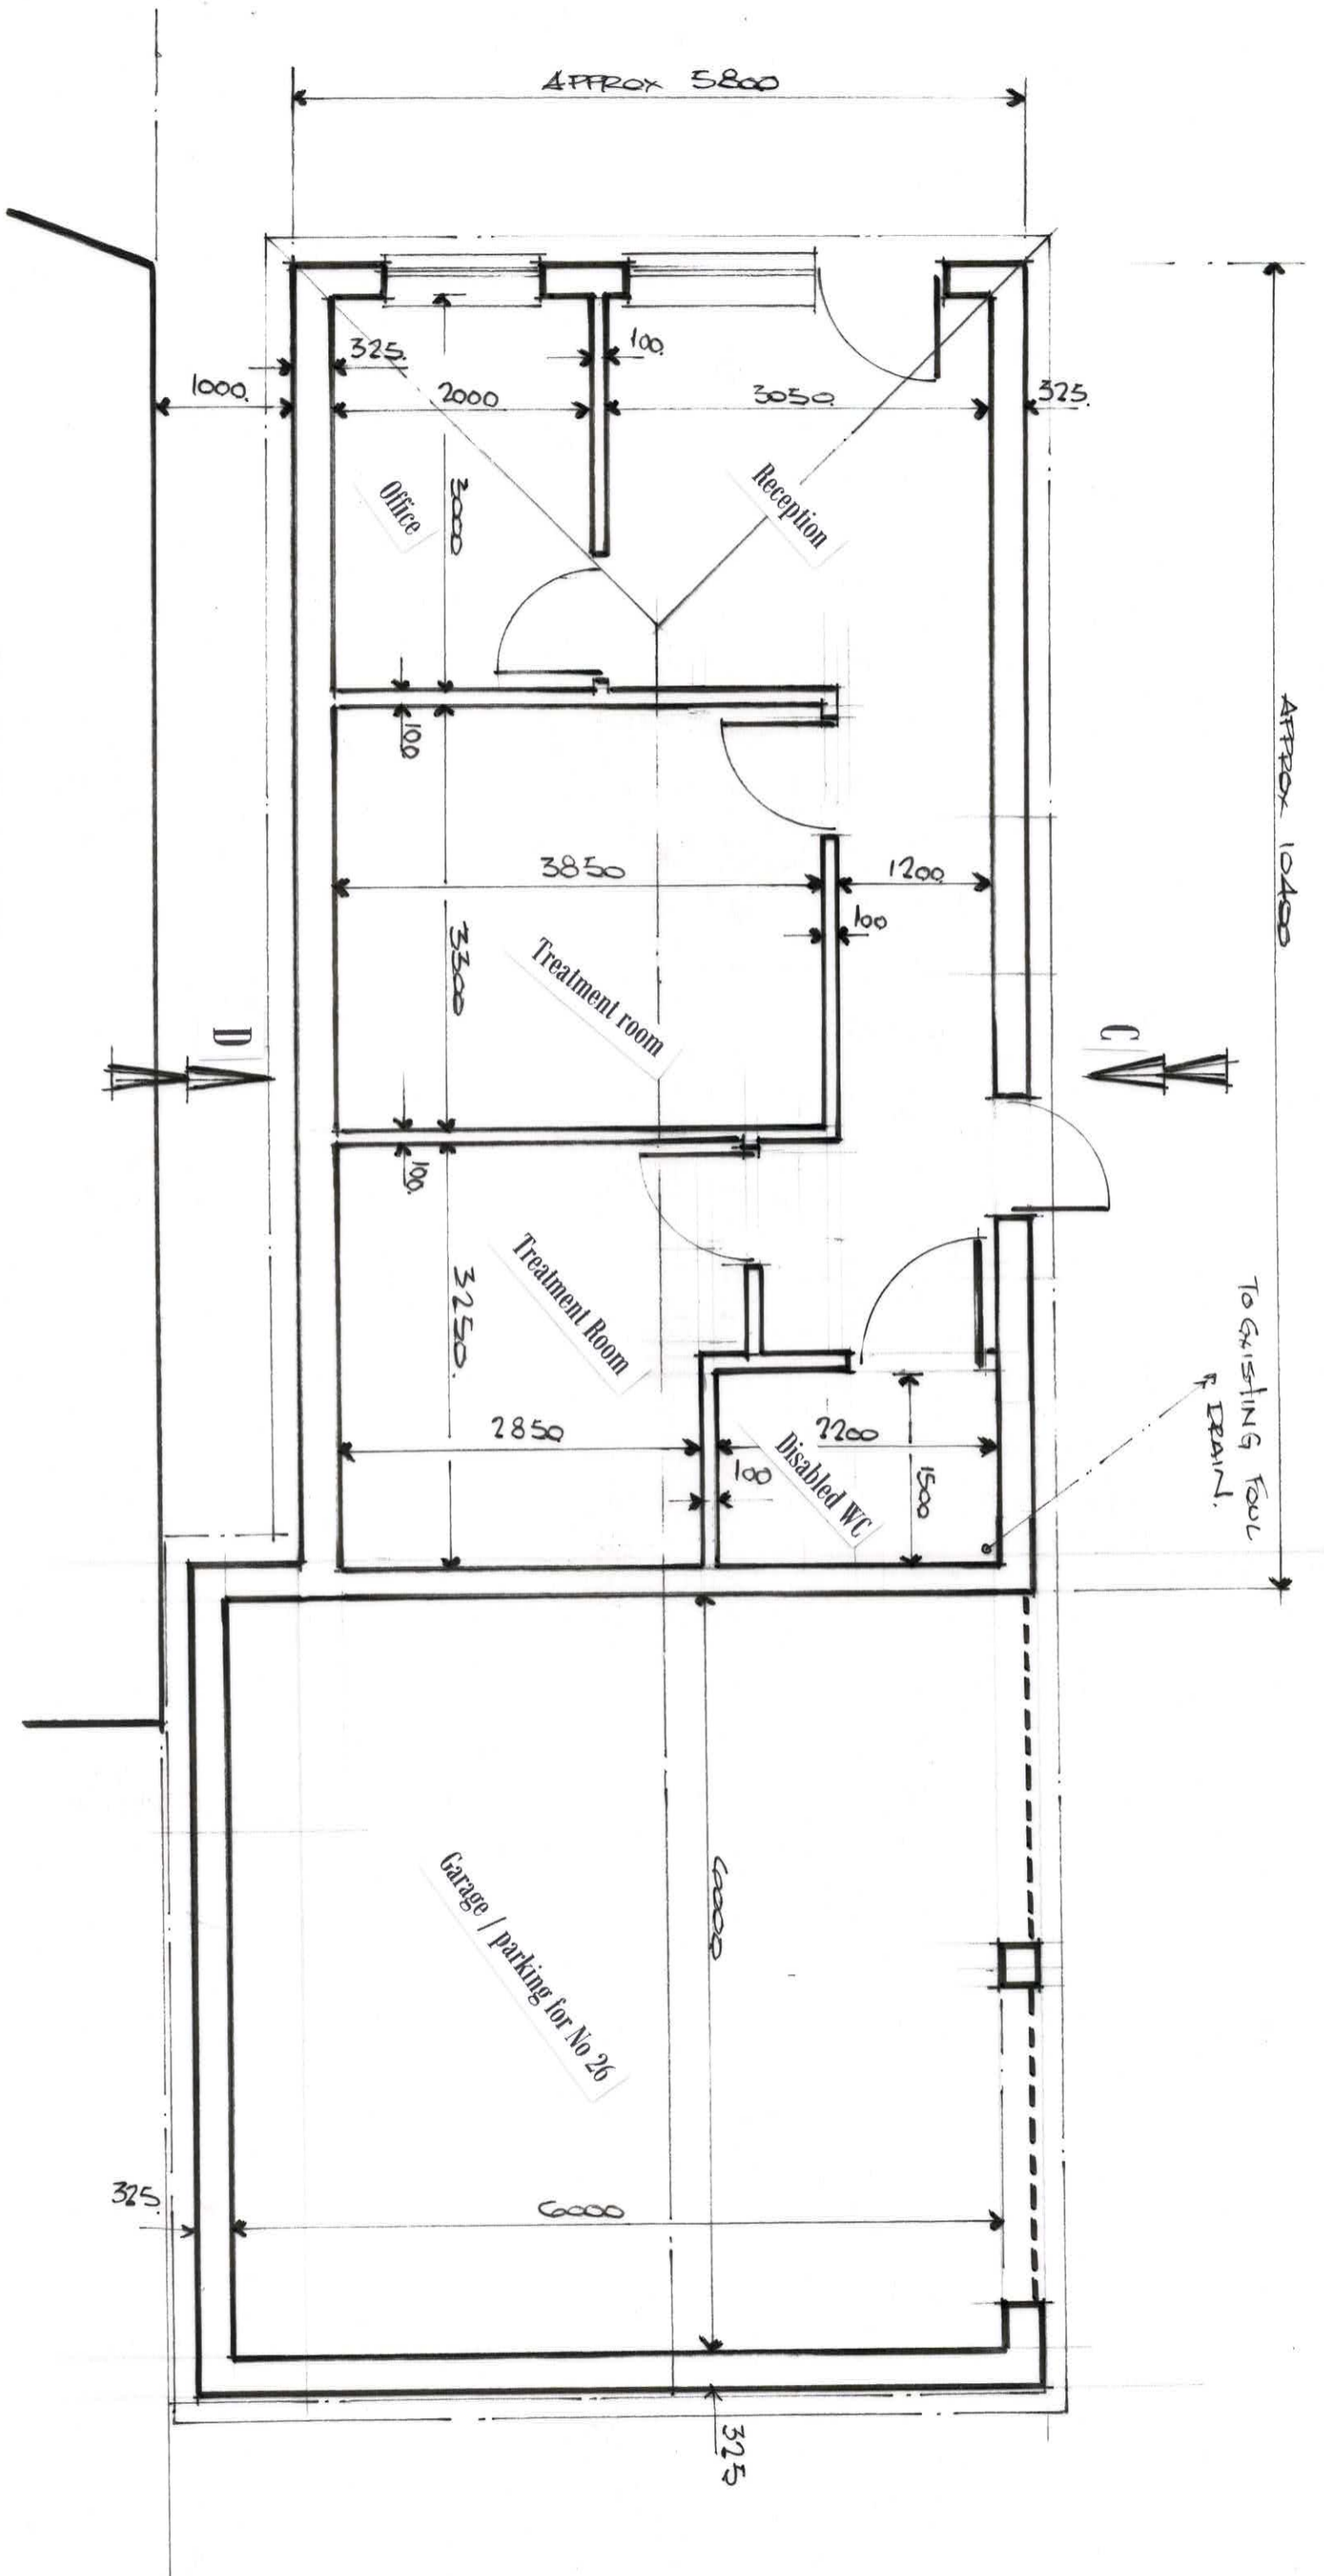 APPROX 5800
325.
100.
1000.
2000
3050.
325.
3000
Office
Reception
100
APPROX 10400
3850
1200.
100
3300
Treatment room
D
C
100.
Treatment Room
3250.
TO EXISTING FOUL
DRAIN.
2850
2200
100
1500
Disabled WC
6000
Garage / parking for No 26
325.
6000
325